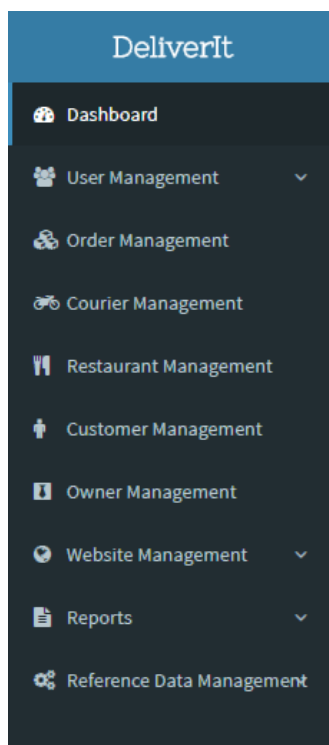 DeliverIt
Dashboard
User Management
Order Management
Courier Management
Restaurant Management
Customer Management
Owner Management
Website Management
Reports
Reference Data Management